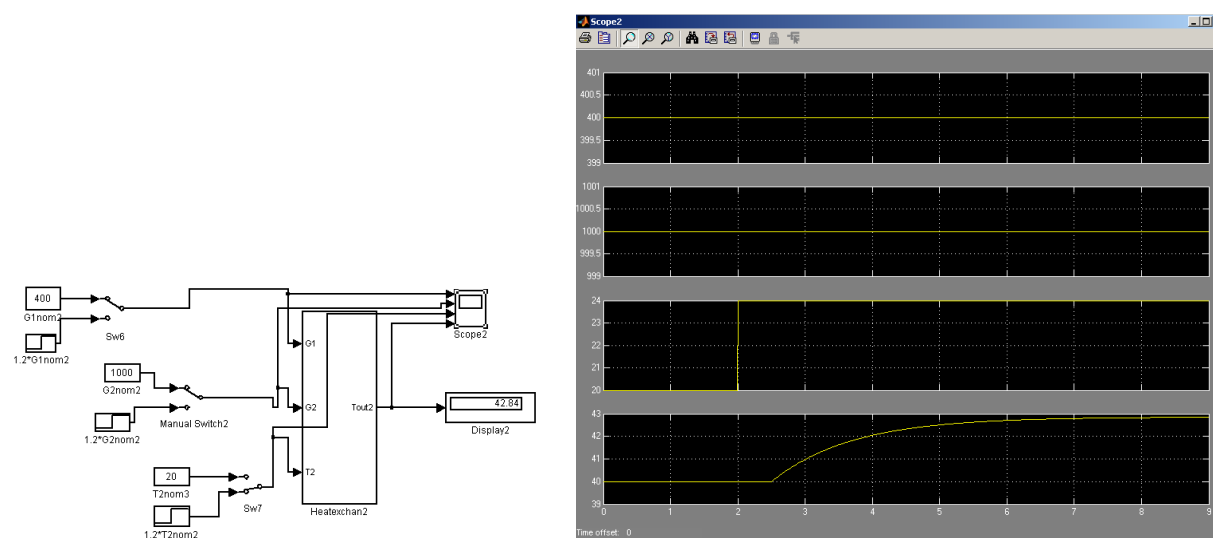 400
G1nom2
1.2*G1nom2
Sw6
1000
G2nom2
1.2*G2nom2
Manual Switch2
20
T2nom3
1.2*T2nom2
Sw7
G1
G2
T2
Tout2
Heatexchan2
Scope2
42.84
Display2
Scope2
401
400.5
400
399.5
399
1001
1000.5
1000
999.5
999
24
23
22
21
20
43
42
41
40
39
0 1 2 3 4 5 6 7 8 9
Time offset: 0